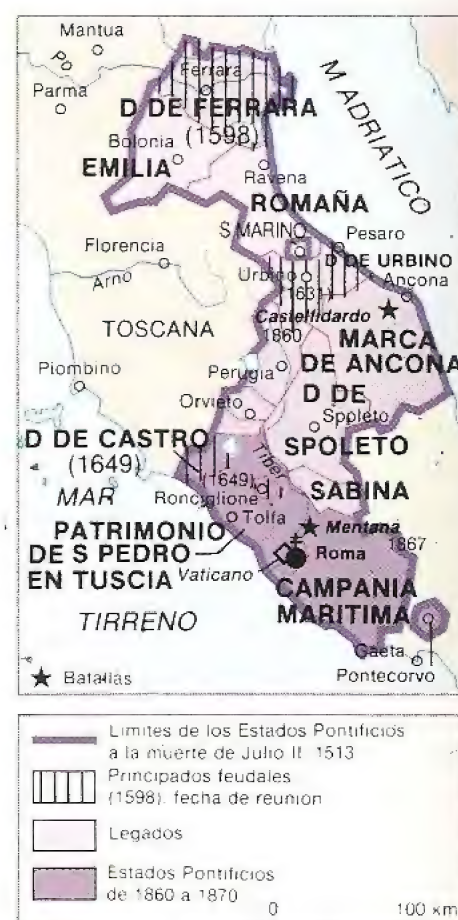 Mantua
Po
Parma
Ferrara
M ADRIATICO
D DE FERRARA
(1598)
Bolonia
EMILIA
Ravena
ROMAÑA
S MARINO
Pesaro
Florencia
Arno
Urbino
(1631)
D DE URBINO
Ancona
Castelfidardo
1860
TOSCANA
MARCA
DE ANCONA
Piombino
Perugia
Orvieto
D DE
SPOLETO
Spoleto
D DE CASTRO
(1649)
Tiber
(1649)
Ronciglione
SABINA
MAR
TIRRENO
Tolfa
PATRIMONIO
DE S PEDRO
EN TUSCIA
Mentana
1867
Roma
Vaticano
CAMPANIA
MARITIMA
Gaeta
Pontecorvo
Batallas
Limites de los Estados Pontificios
a la muerte de Julio II 1513
Principados feudales
(1598) fecha de reunión
Legados
Estados Pontificios
de 1860 a 1870
0 100 km